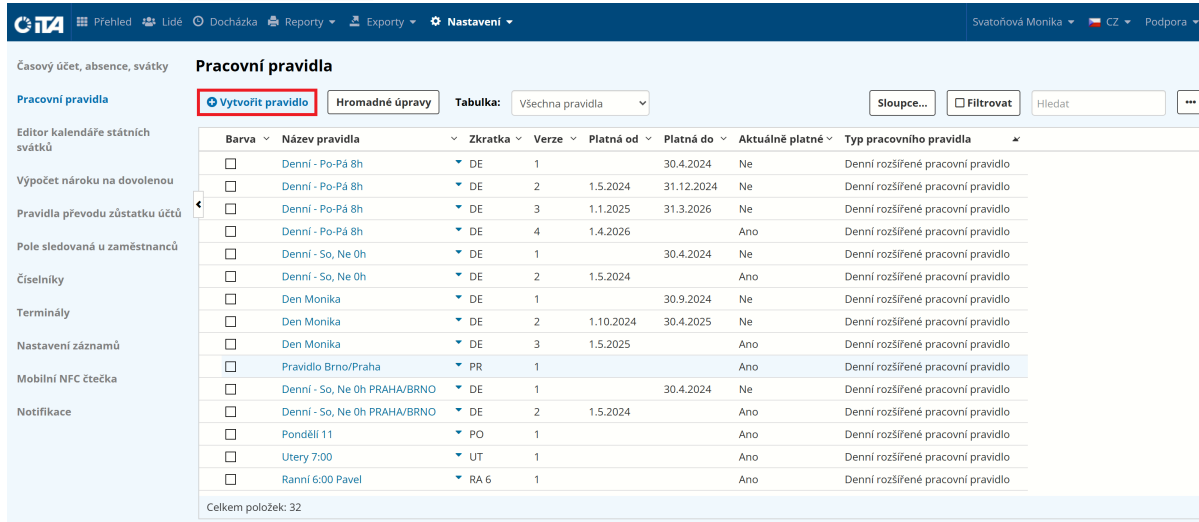 iTA Přehled Lidé Docházka Reporty Exporty Nastavení Svatoňová Monika CZ Podpora
Časový účet, absence, svátky
Pracovní pravidla
Editor kalendáře státních
svátků
Výpočet nároku na dovolenou
Pravidla převodu zůstatku účtů
Pole sledovaná u zaměstnanců
Číselníky
Terminály
Nastavení záznamů
Mobilní NFC čtečka
Notifikace
Pracovní pravidla
Vytvořit pravidlo Hromadné úpravy Tabulka: Všechna pravidla Sloupce... Filtrovat Hledat ...
Barva Název pravidla Zkratka Verze Platná od Platná do Aktuálně platné Typ pracovního pravidla
Denní - Po-Pá 8h DE 1 30.4.2024 Ne Denní rozšířené pracovní pravidlo
Denní - Po-Pá 8h DE 2 1.5.2024 31.12.2024 Ne Denní rozšířené pracovní pravidlo
Denní - Po-Pá 8h DE 3 1.1.2025 31.3.2026 Ne Denní rozšířené pracovní pravidlo
Denní - Po-Pá 8h DE 4 1.4.2026 Ano Denní rozšířené pracovní pravidlo
Denní - So, Ne 0h DE 1 30.4.2024 Ne Denní rozšířené pracovní pravidlo
Denní - So, Ne 0h DE 2 1.5.2024 Ano Denní rozšířené pracovní pravidlo
Den Monika DE 1 30.9.2024 Ne Denní rozšířené pracovní pravidlo
Den Monika DE 2 1.10.2024 30.4.2025 Ne Denní rozšířené pracovní pravidlo
Den Monika DE 3 1.5.2025 Ano Denní rozšířené pracovní pravidlo
Pravidlo Brno/Praha PR 1 Ano Denní rozšířené pracovní pravidlo
Denní - So, Ne 0h PRAHA/BRNO DE 1 30.4.2024 Ne Denní rozšířené pracovní pravidlo
Denní - So, Ne 0h PRAHA/BRNO DE 2 1.5.2024 Ano Denní rozšířené pracovní pravidlo
Pondělí 11 PO 1 Ano Denní rozšířené pracovní pravidlo
Utery 7:00 UT 1 Ano Denní rozšířené pracovní pravidlo
Ranní 6:00 Pavel RA 6 1 Ano Denní rozšířené pracovní pravidlo
Celkem položek: 32